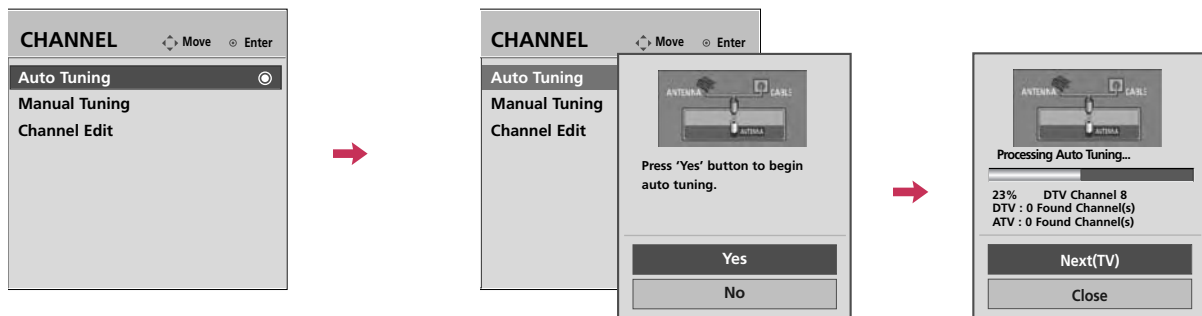 CHANNEL Move Enter
Auto Tuning
Manual Tuning
Channel Edit
CHANNEL Move Enter
Auto Tuning
Manual Tuning
Channel Edit
ANTENNA CABLE
ANTENNA
Press ‘Yes’ button to begin
auto tuning.
Yes
No
ANTENNA CABLE
ANTENNA
Processing Auto Tuning...
23% DTV Channel 8
DTV : 0 Found Channel(s)
ATV : 0 Found Channel(s)
Next(TV)
Close